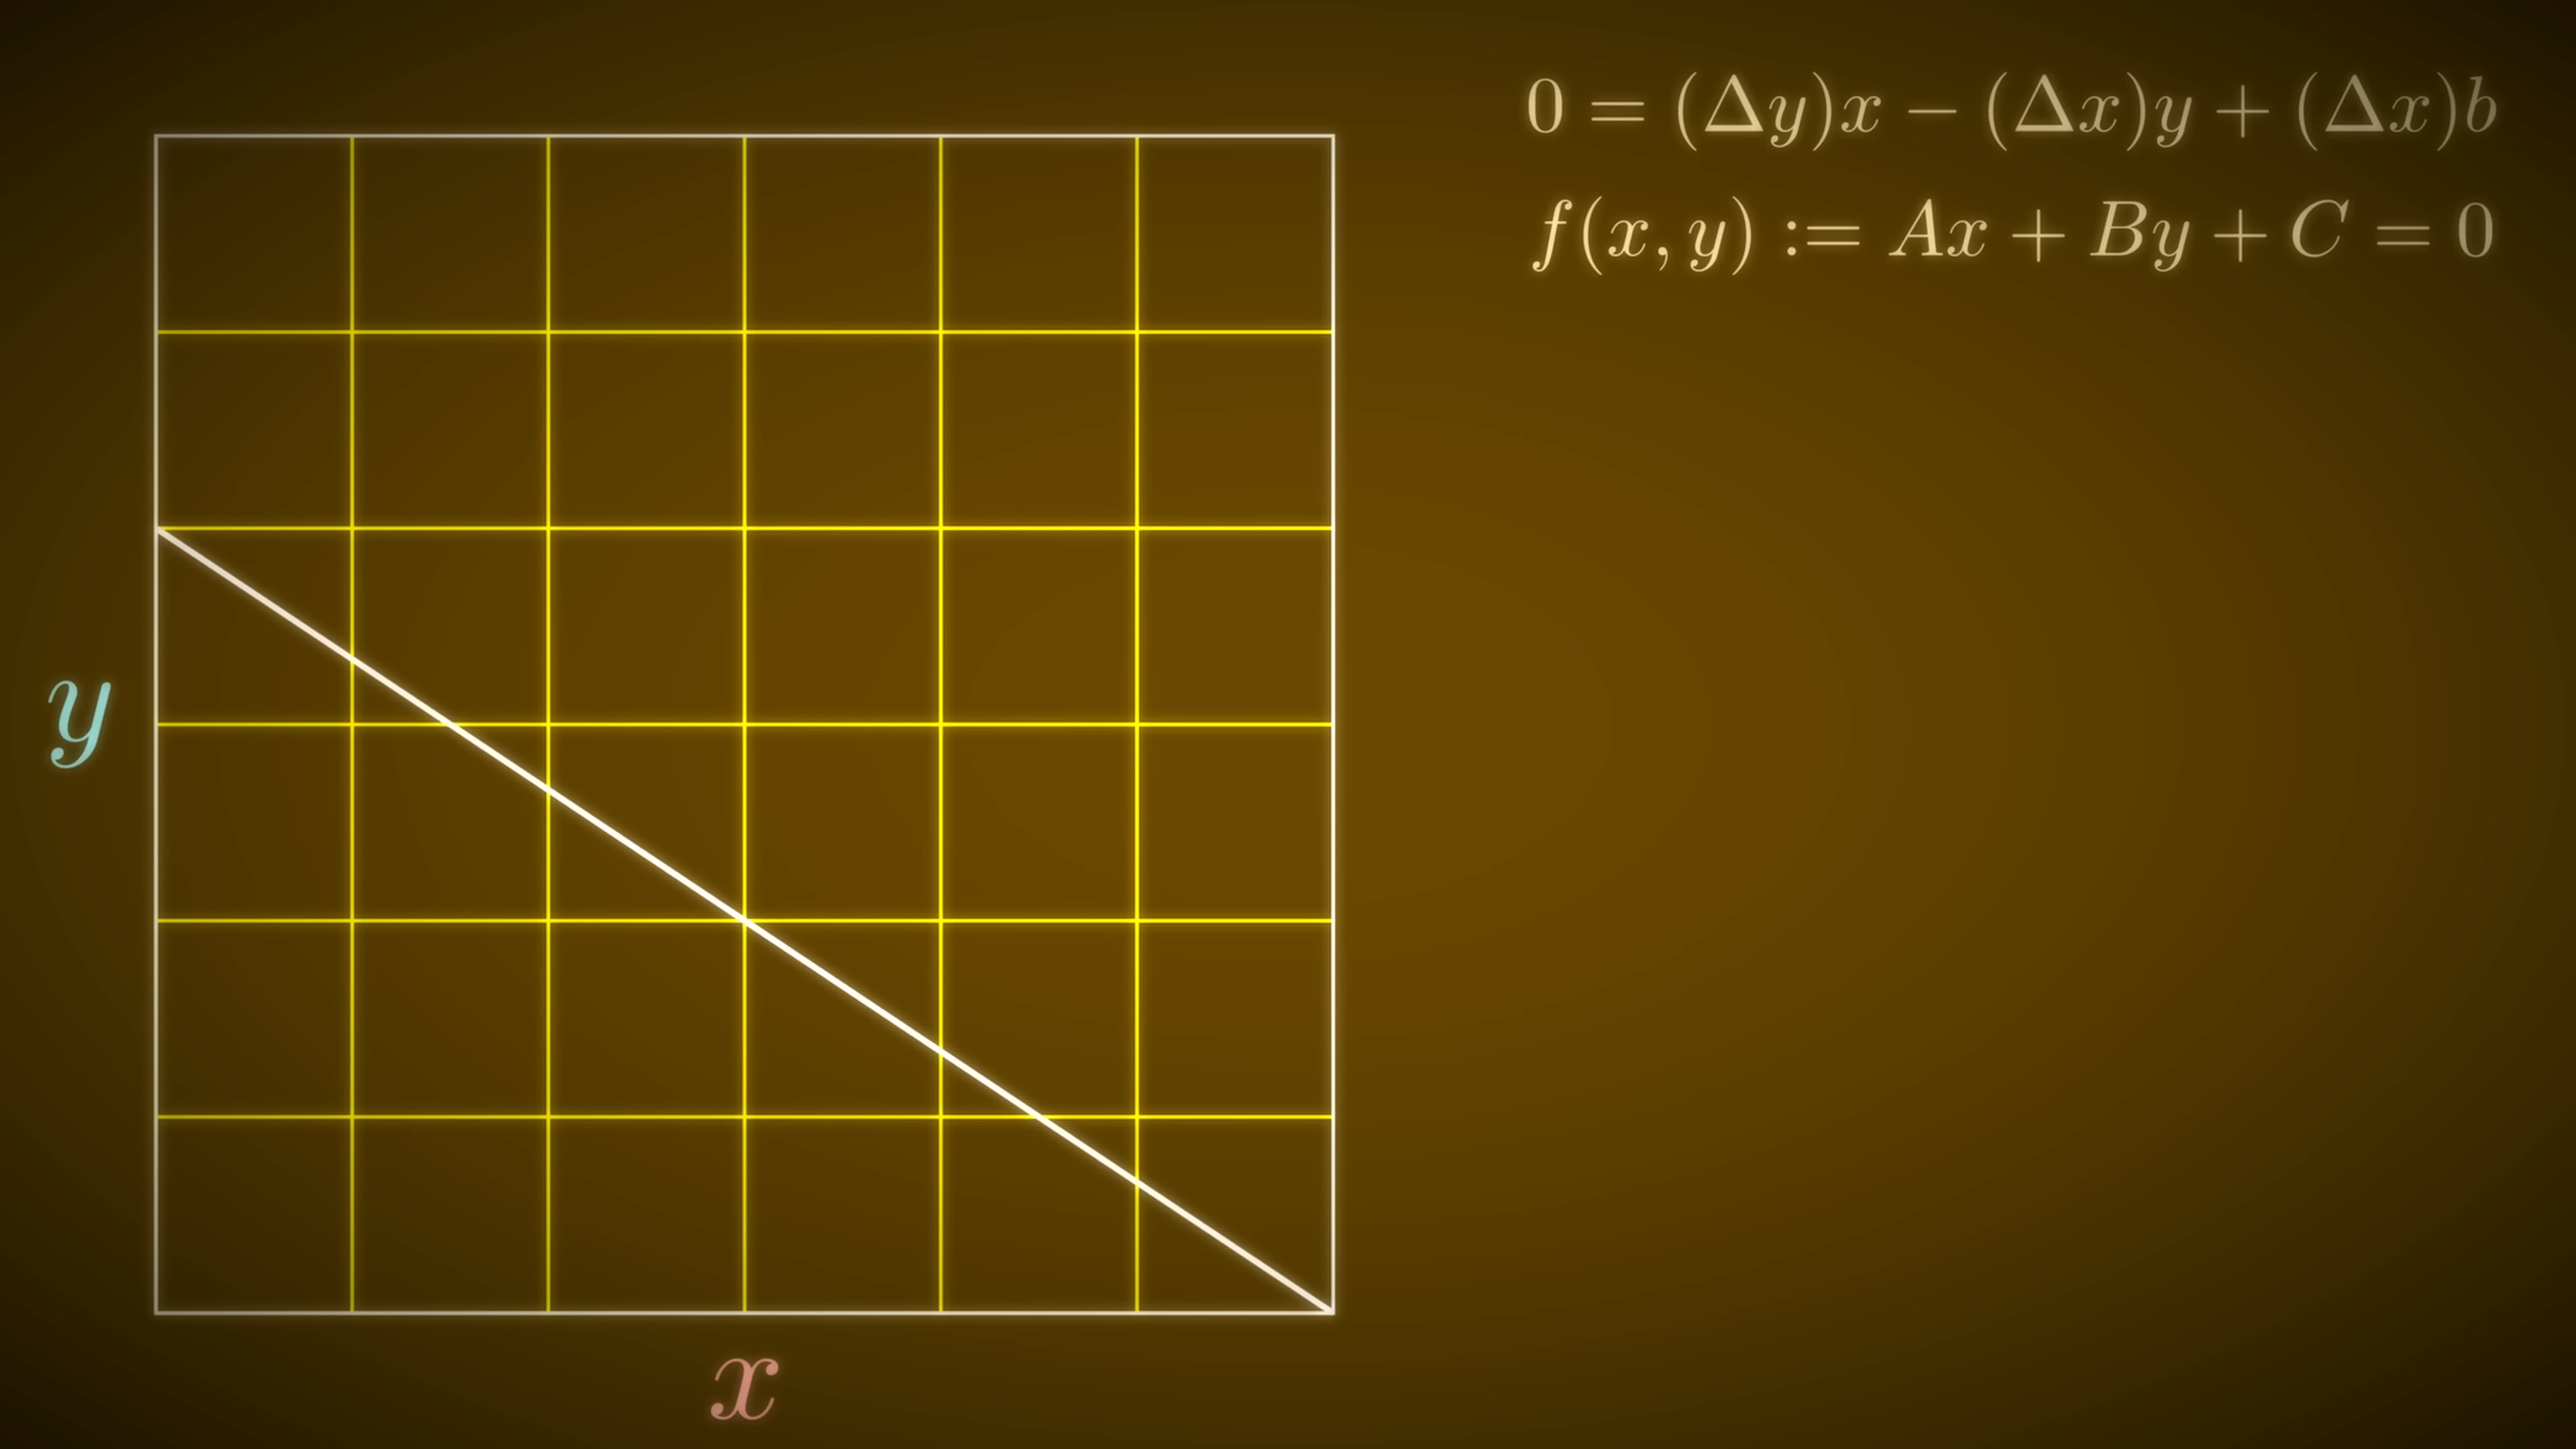 0 = (Δy)x − (Δx)y + (Δx)b
f(x, y) := Ax + By + C = 0
y
x